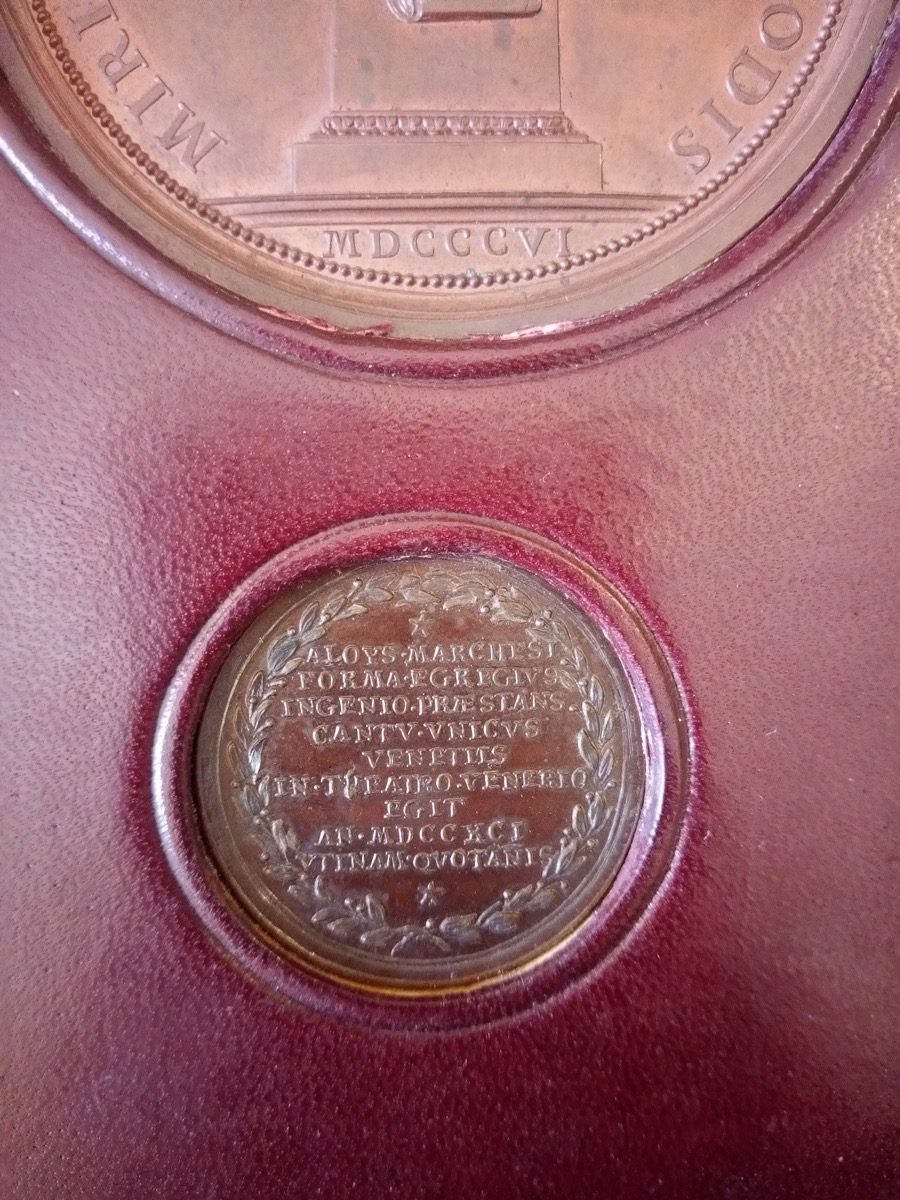 MIRI
ODIS
MDCCCVI
ALOYS·MARCHESI
FORMA·EGREGIVS
INGENIO·PRÆSTANS
CANTV·VNICVS
VENETIIS
IN·THEATRO·VENERIO
EGIT
AN·MDCCXCI
VTINAM·QVOTANIS